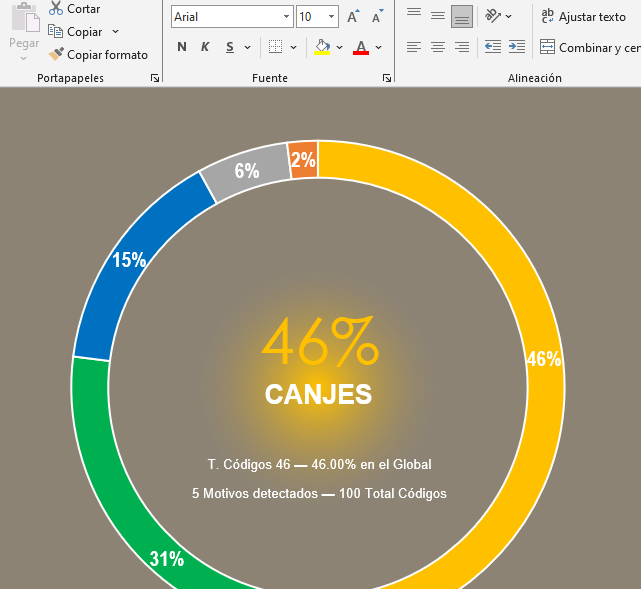 Cortar
Arial
10
A A
ab
c
Ajustar texto
Pegar
Copiar
N K S
A
A
Combinar y cen
Copiar formato
Portapapeles
Fuente
Alineación
2%
6%
15%
46%
46%
CANJES
T. Códigos 46 — 46.00% en el Global
5 Motivos detectados — 100 Total Códigos
31%